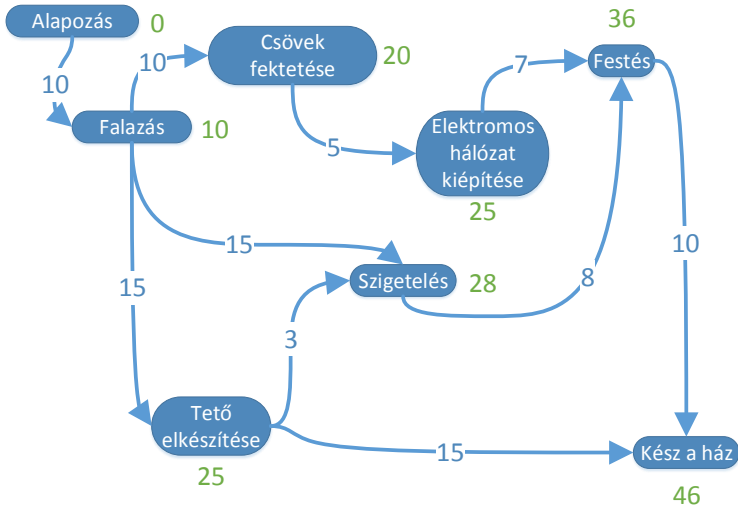 Alapozás
0
10
Falazás
10
10
Csövek
fektetése
20
5
Elektromos
hálózat
kiépítése
25
7
36
Festés
15
15
Szigetelés
28
3
8
10
Tető
elkészítése
25
15
Kész a ház
46